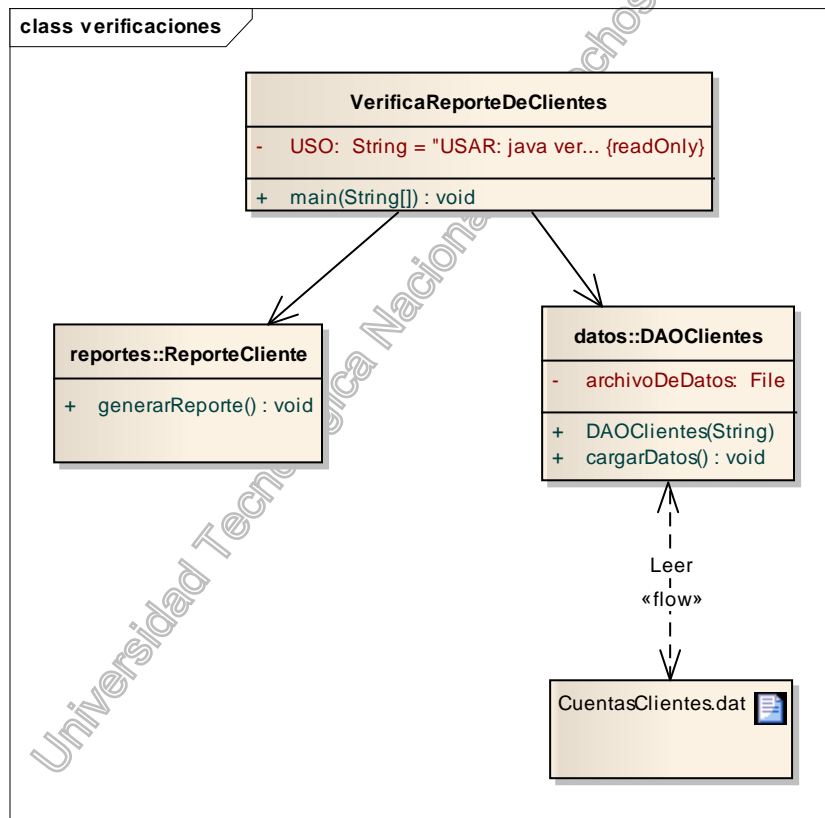 class verificaciones
VerificaReporteDeClientes
- USO: String = "USAR: java ver... {readOnly}
+ main(String[]) : void
reportes::ReporteCliente
+ generarReporte() : void
datos::DAOClientes
- archivoDeDatos: File
+ DAOClientes(String)
+ cargarDatos() : void
Leer
«flow»
CuentasClientes.dat
Universidad Tecnológica Nacional